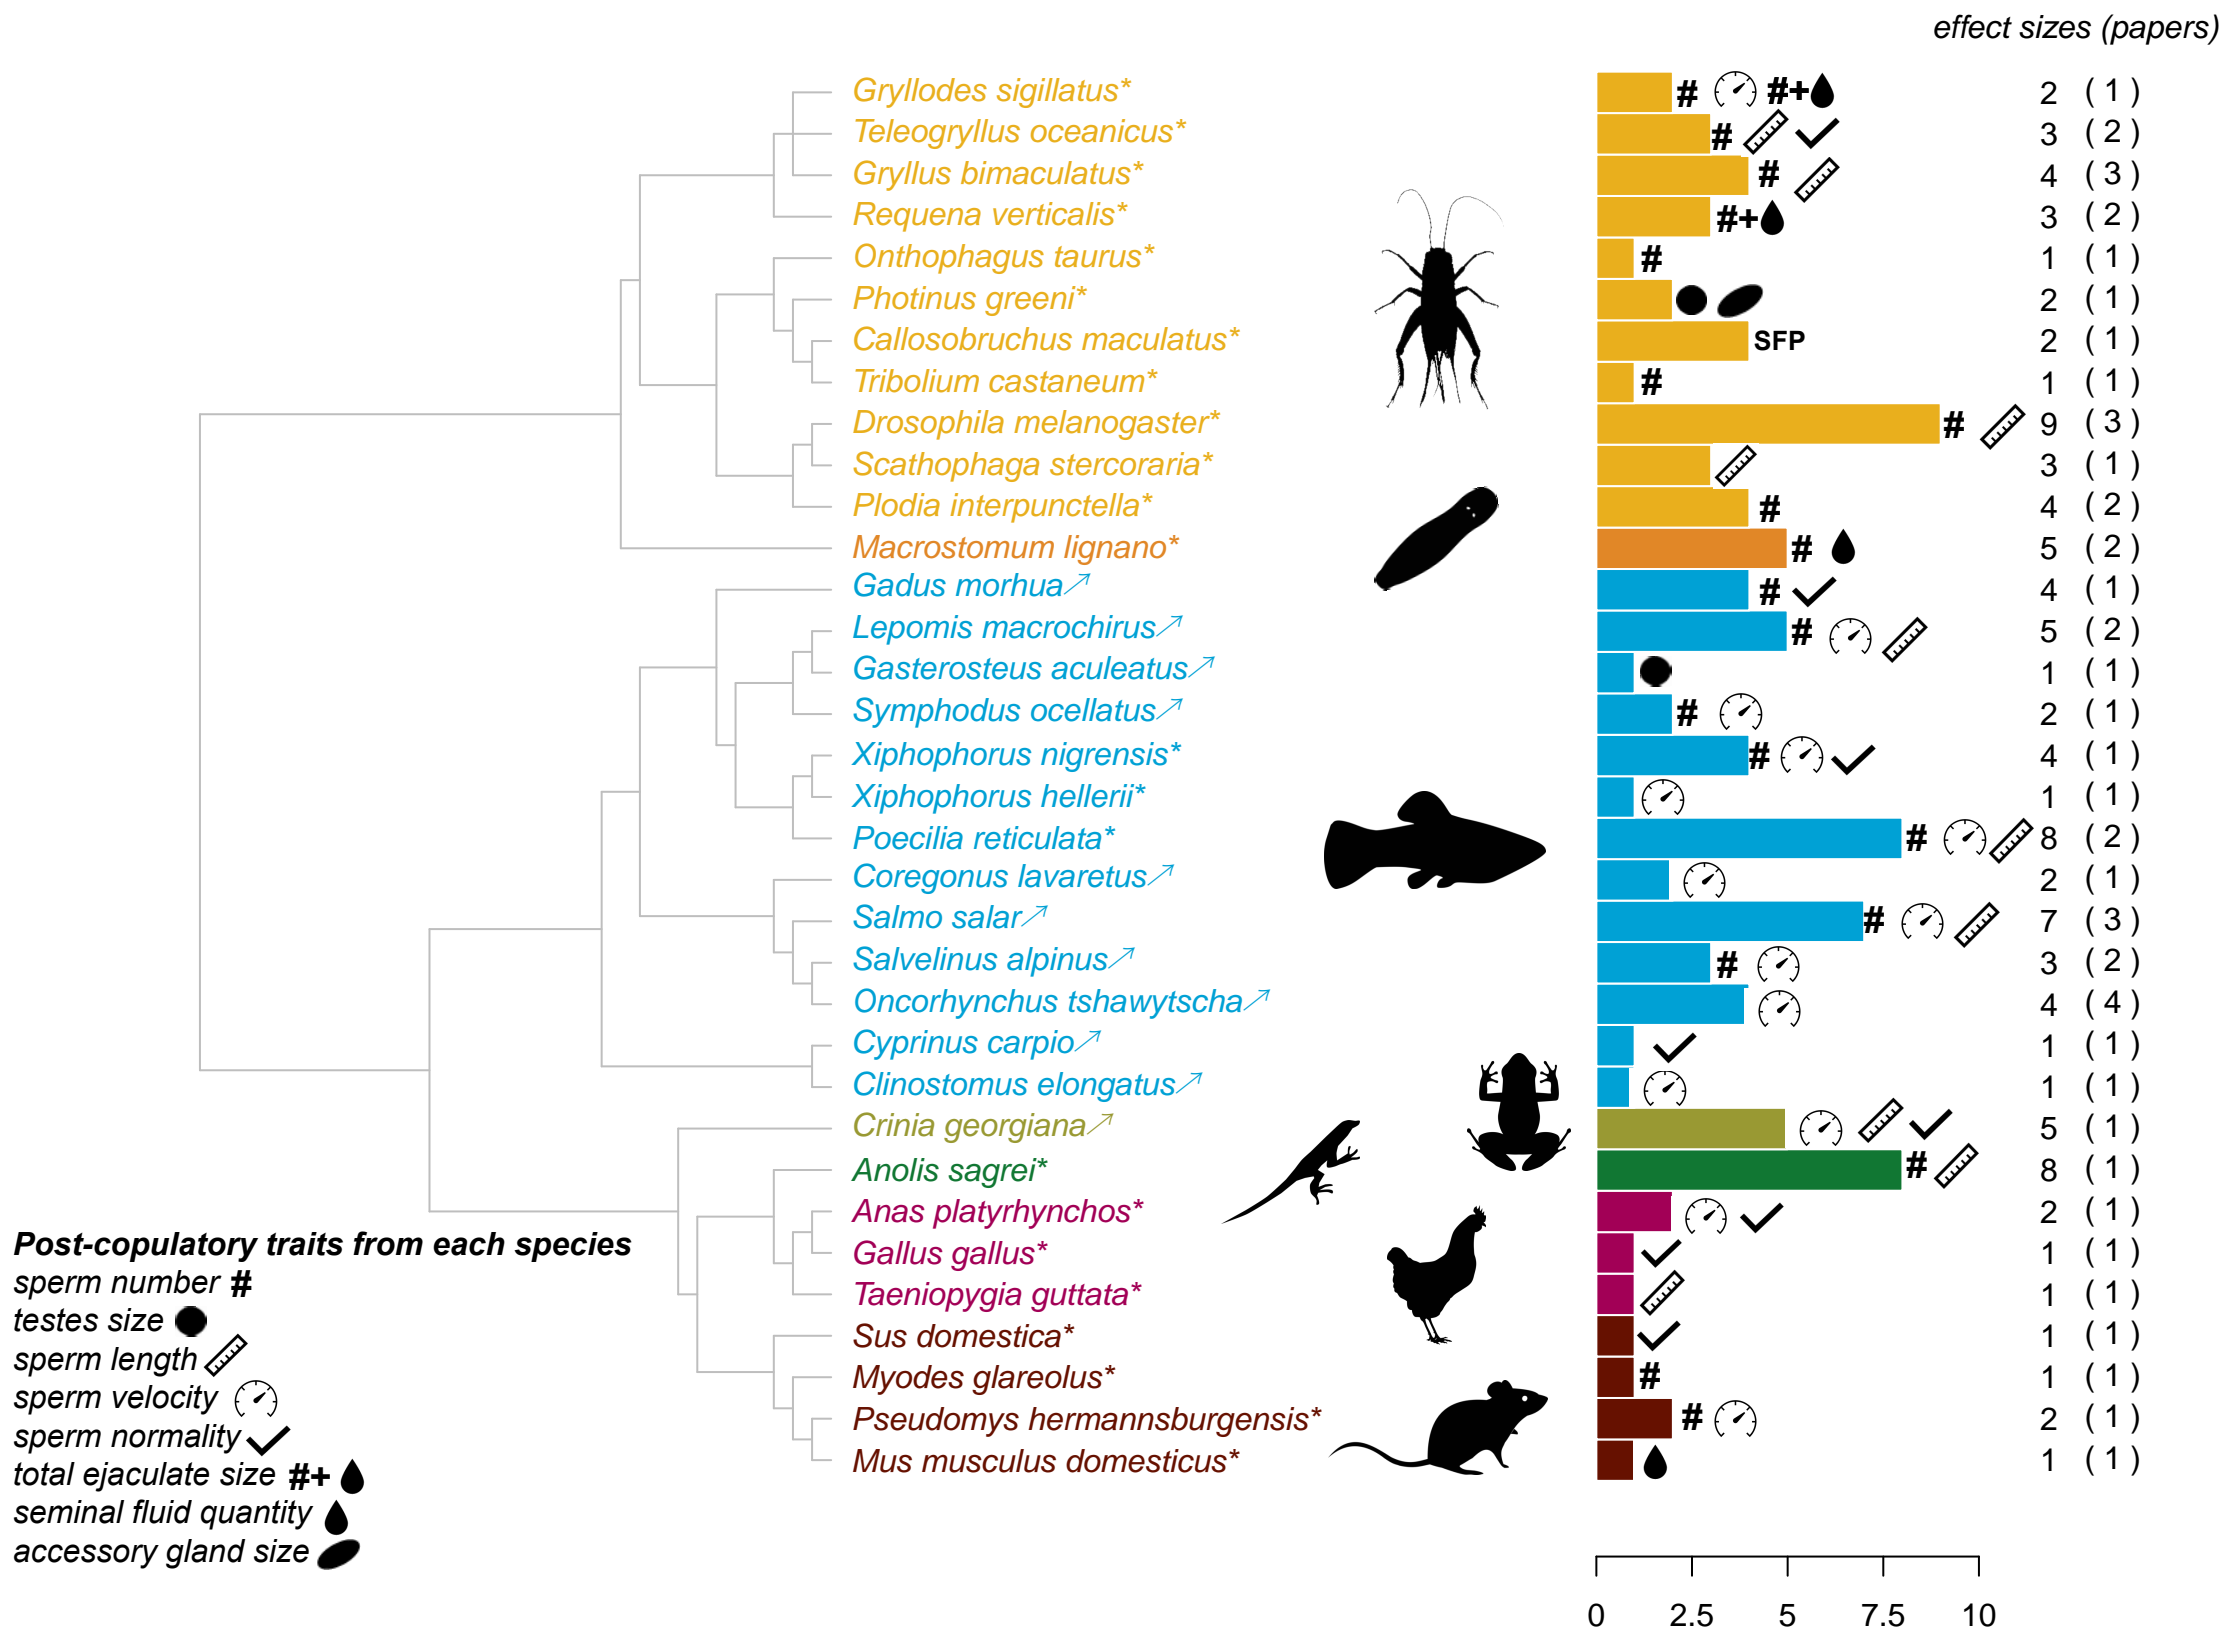 effect sizes (papers)
Gryllodes sigillatus* # #+ 2 (1)
Teleogryllus oceanicus* # 3 (2)
Gryllus bimaculatus* # 4 (3)
Requena verticalis* #+ 3 (2)
Onthophagus taurus* # 1 (1)
Photinus greeni* 2 (1)
Callosobruchus maculatus* SFP 2 (1)
Tribolium castaneum* # 1 (1)
Drosophila melanogaster* # 9 (3)
Scathophaga stercoraria* 3 (1)
Plodia interpunctella* # 4 (2)
Macrostomum lignano* # 5 (2)
Gadus morhua↗ # ✓ 4 (1)
Lepomis macrochirus↗ # 5 (2)
Gasterosteus aculeatus↗ 1 (1)
Symphodus ocellatus↗ # 2 (1)
Xiphophorus nigrensis* # 4 (1)
Xiphophorus hellerii* 1 (1)
Poecilia reticulata* # 8 (2)
Coregonus lavaretus↗ 2 (1)
Salmo salar↗ # 7 (3)
Salvelinus alpinus↗ # 3 (2)
Oncorhynchus tshawytscha↗ 4 (4)
Cyprinus carpio↗ 1 (1)
Clinostomus elongatus↗ 1 (1)
Crinia georgiana↗ 5 (1)
Anolis sagrei* # 8 (1)
Anas platyrhynchos* 2 (1)
Gallus gallus* 1 (1)
Taeniopygia guttata* 1 (1)
Sus domestica* 1 (1)
Myodes glareolus* # 1 (1)
Pseudomys hermannsburgensis* # 2 (1)
Mus musculus domesticus* 1 (1)
Post-copulatory traits from each species
sperm number #
testes size
sperm length
sperm velocity
sperm normality
total ejaculate size #+
seminal fluid quantity
accessory gland size
0 2.5 5 7.5 10